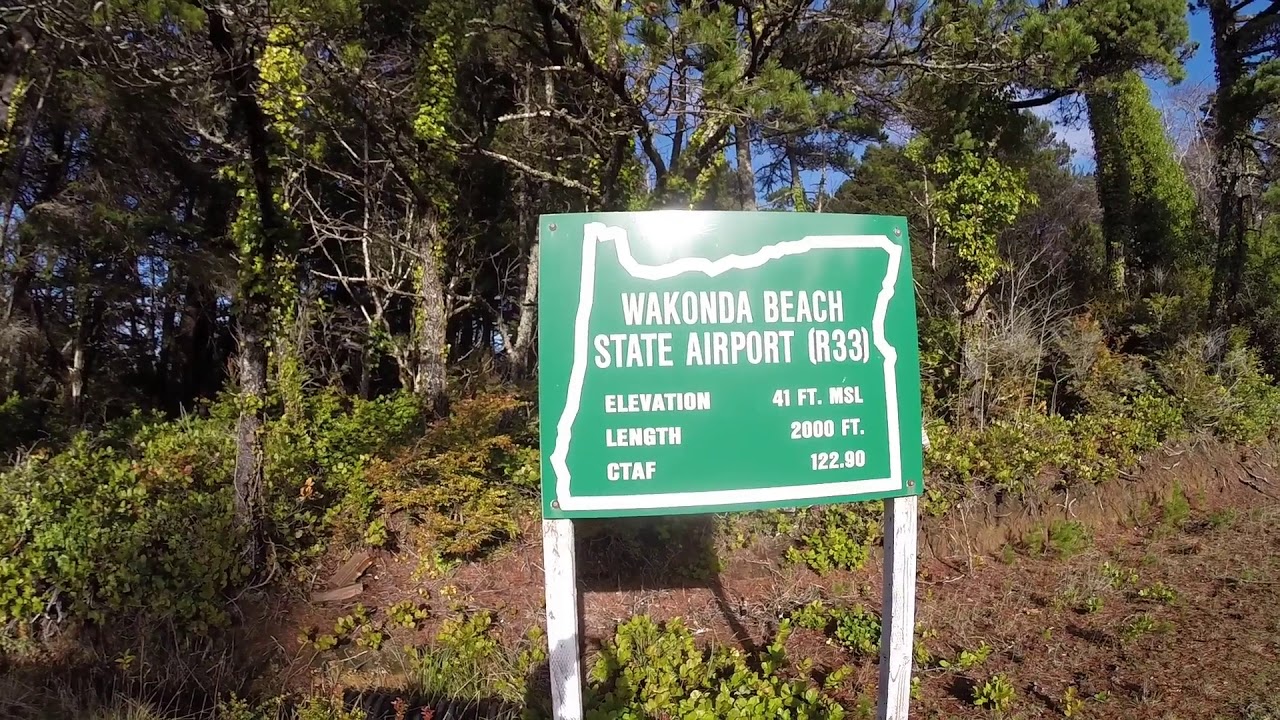 WAKONDA BEACH
STATE AIRPORT (R33)
ELEVATION 41 FT. MSL
LENGTH 2000 FT.
CTAF 122.90